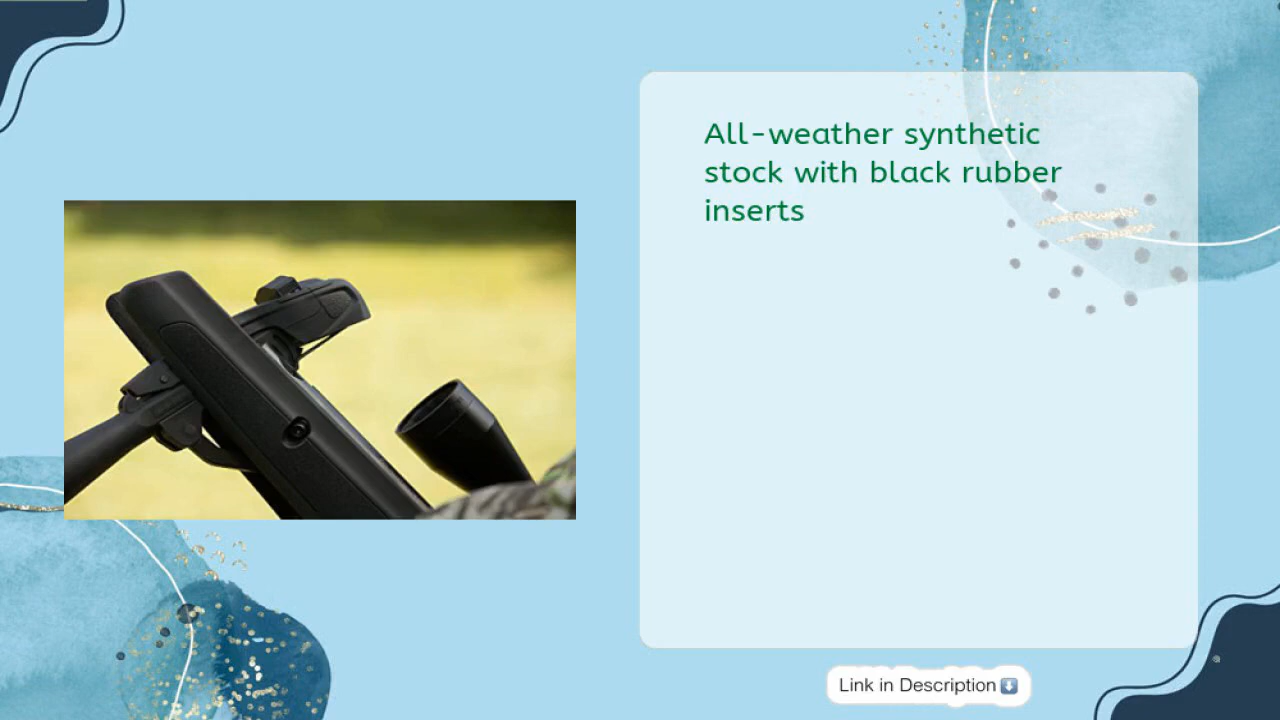 All-weather synthetic
stock with black rubber
inserts
Link in Description⬇️